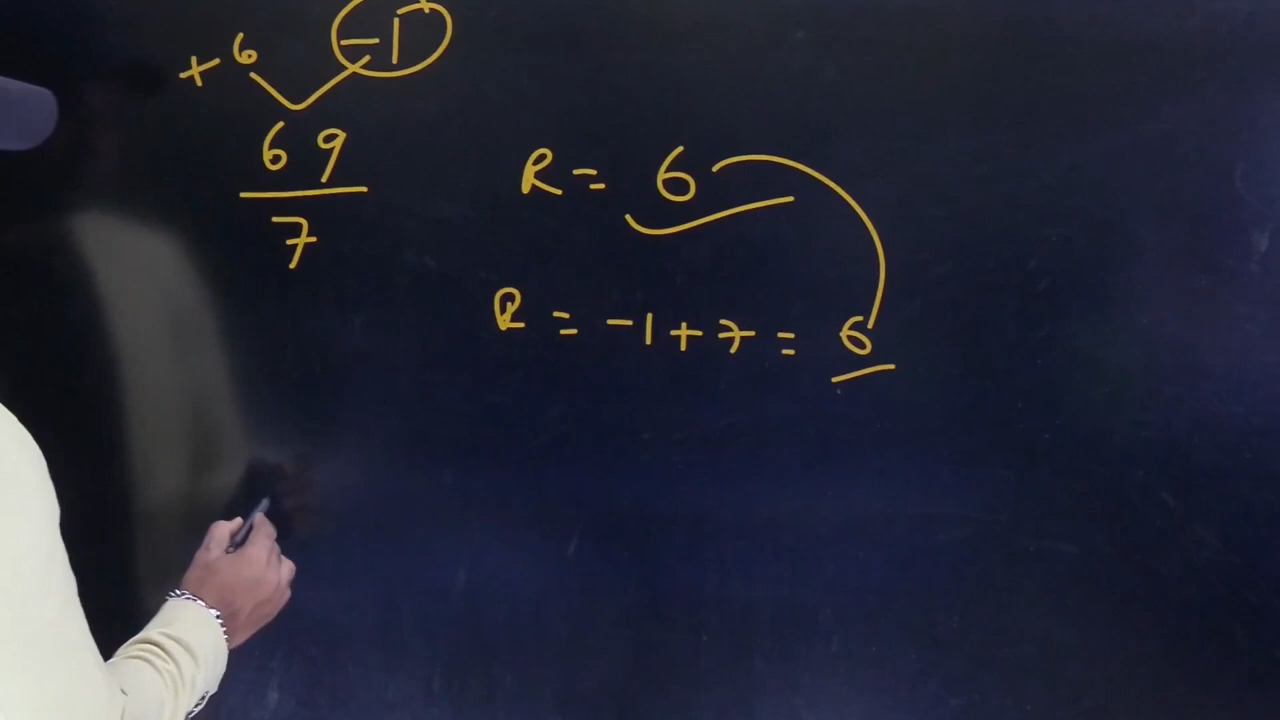 +6 -1
69
7
R = 6
R = -1 + 7 = 6